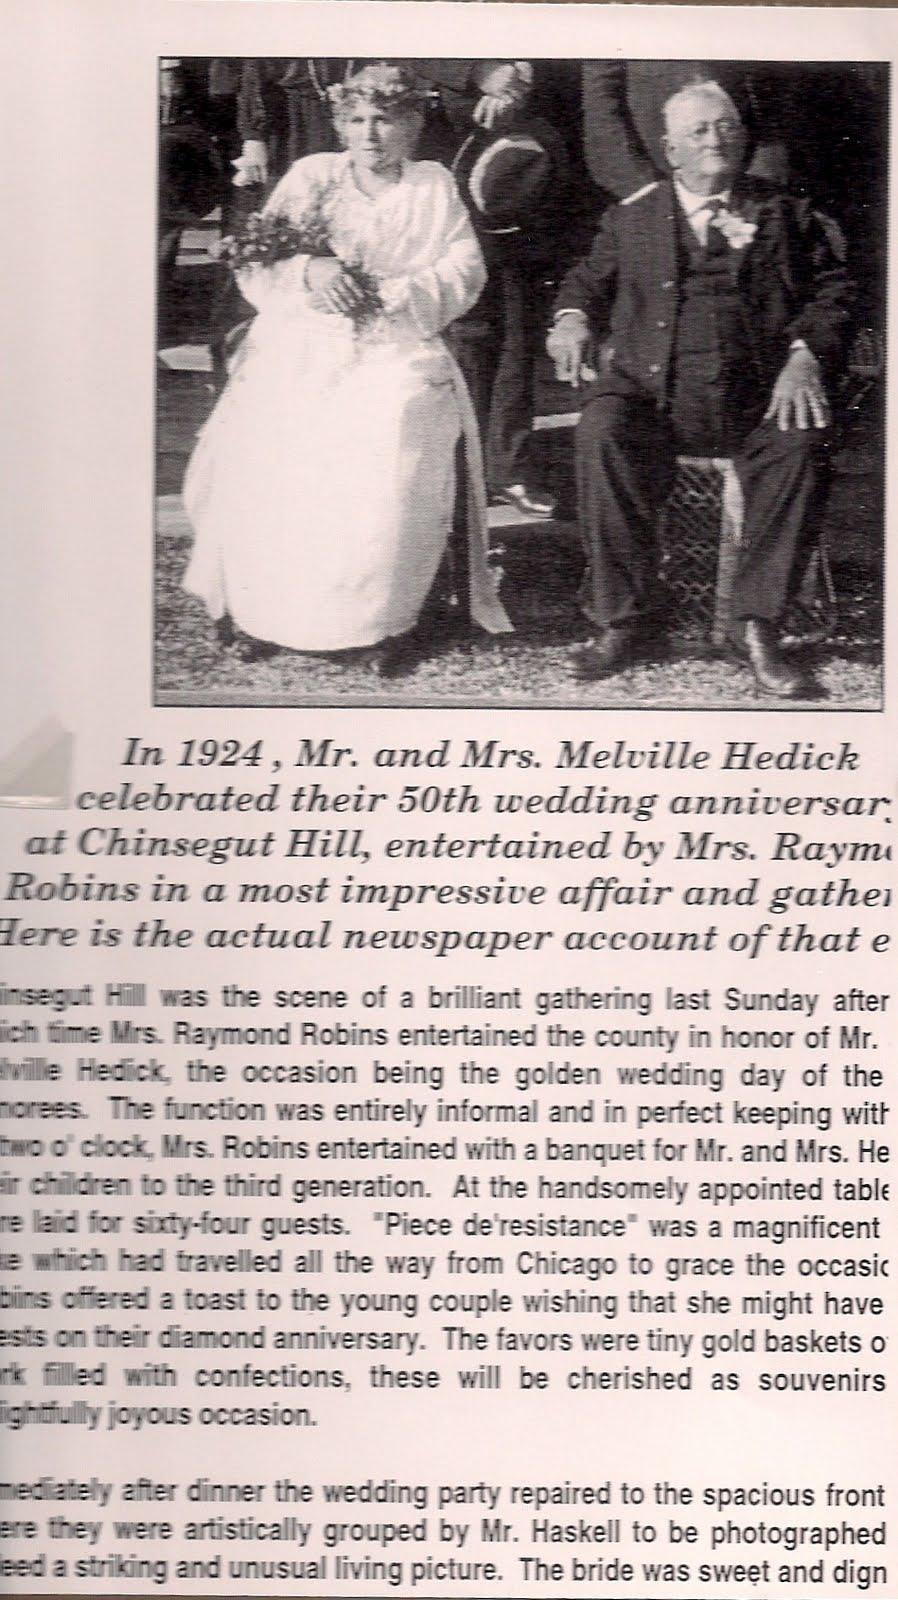 In 1924 , Mr. and Mrs. Melville Hedick
celebrated their 50th wedding anniversar
at Chinsegut Hill, entertained by Mrs. Raym
Robins in a most impressive affair and gather
Here is the actual newspaper account of that e
insegut Hill was the scene of a brilliant gathering last Sunday after
ich time Mrs. Raymond Robins entertained the county in honor of Mr.
lville Hedick, the occasion being the golden wedding day of the
norees. The function was entirely informal and in perfect keeping with
two o' clock, Mrs. Robins entertained with a banquet for Mr. and Mrs. He
eir children to the third generation. At the handsomely appointed table
re laid for sixty-four guests. "Piece de'resistance" was a magnificent
ke which had travelled all the way from Chicago to grace the occasic
bins offered a toast to the young couple wishing that she might have
ests on their diamond anniversary. The favors were tiny gold baskets o
rk filled with confections, these will be cherished as souvenirs
lightfully joyous occasion.
mediately after dinner the wedding party repaired to the spacious front
ere they were artistically grouped by Mr. Haskell to be photographed
eed a striking and unusual living picture. The bride was sweet and dign